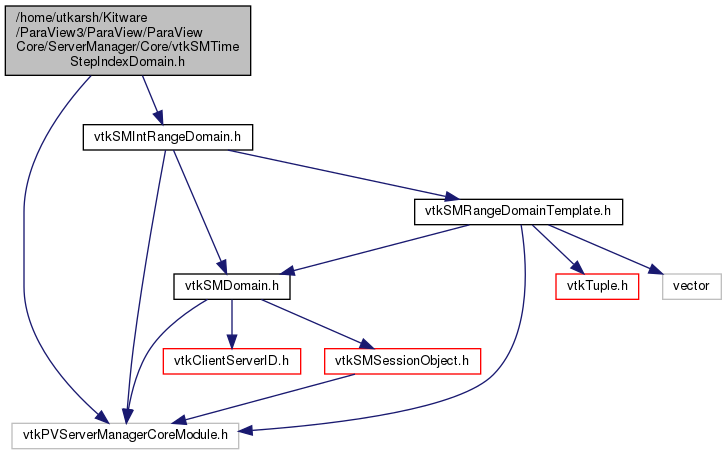 /home/utkarsh/Kitware
/ParaView3/ParaView/ParaView
Core/ServerManager/Core/vtkSMTime
StepIndexDomain.h
vtkSMIntRangeDomain.h
vtkSMRangeDomainTemplate.h
vtkSMDomain.h
vtkTuple.h
vector
vtkClientServerID.h
vtkSMSessionObject.h
vtkPVServerManagerCoreModule.h